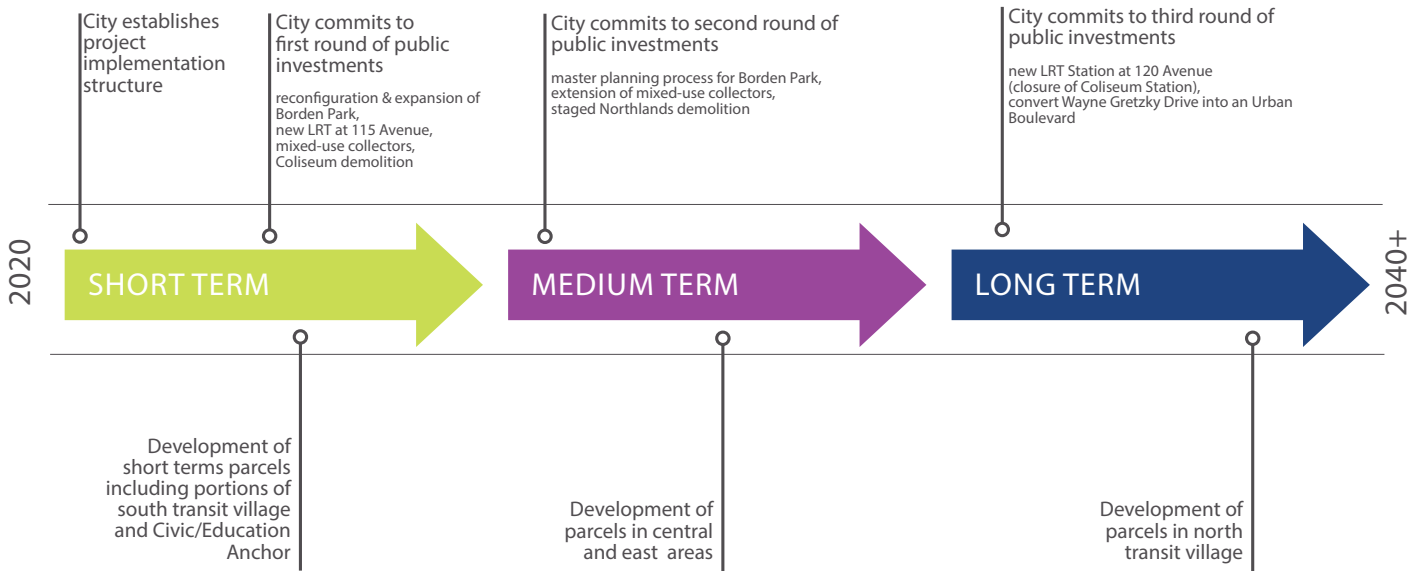 City establishes
project
implementation
structure
City commits to
first round of public
investments
reconfiguration & expansion of
Borden Park,
new LRT at 115 Avenue,
mixed-use collectors,
Coliseum demolition
City commits to second round of
public investments
master planning process for Borden Park,
extension of mixed-use collectors,
staged Northlands demolition
City commits to third round of
public investments
new LRT Station at 120 Avenue
(closure of Coliseum Station),
convert Wayne Gretzky Drive into an Urban
Boulevard
2020
SHORT TERM
MEDIUM TERM
LONG TERM
2040+
Development of
short terms parcels
including portions of
south transit village
and Civic/Education
Anchor
Development of
parcels in central
and east areas
Development of
parcels in north
transit village